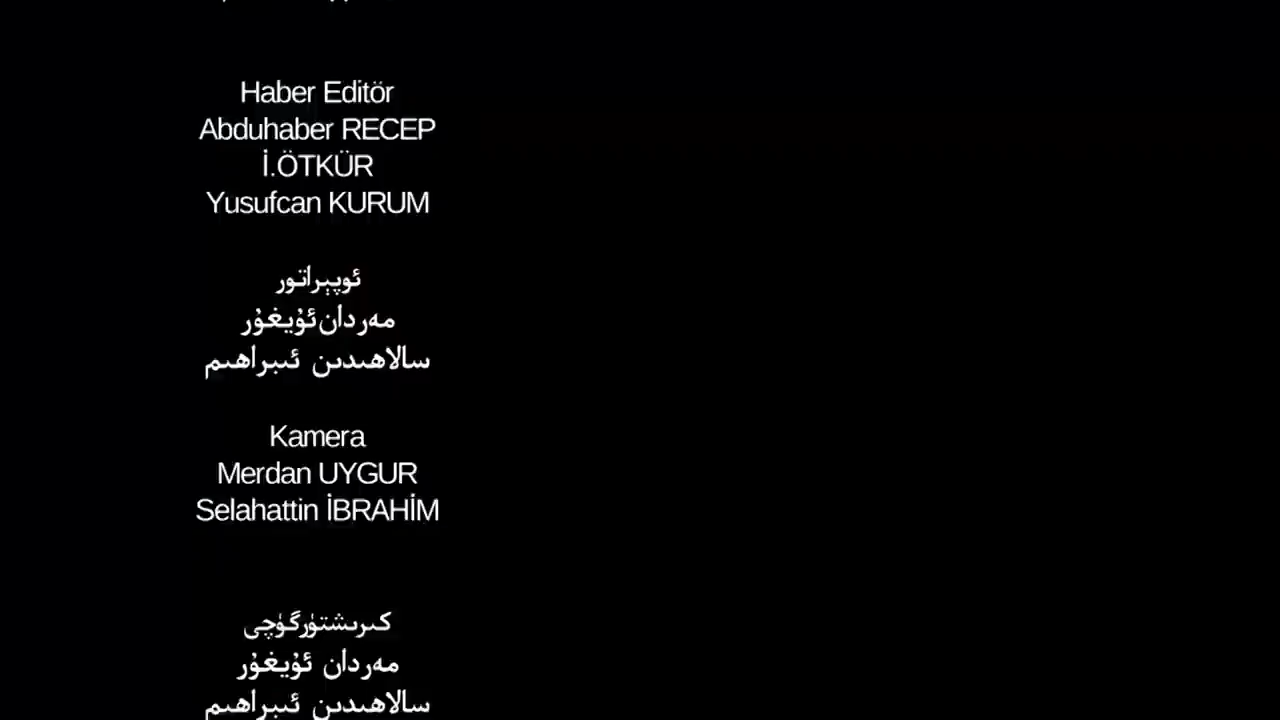 Haber Editör
Abduhaber RECEP
İ.ÖTKÜR
Yusufcan KURUM
ئوپېراتور
مەردان ئۇيغۇر
سالاھىدىن ئىبراھىم
Kamera
Merdan UYGUR
Selahattin İBRAHİM
كىرىشتۈرگۈچى
مەردان ئۇيغۇر
سالاھىدىن ئىبراھىم